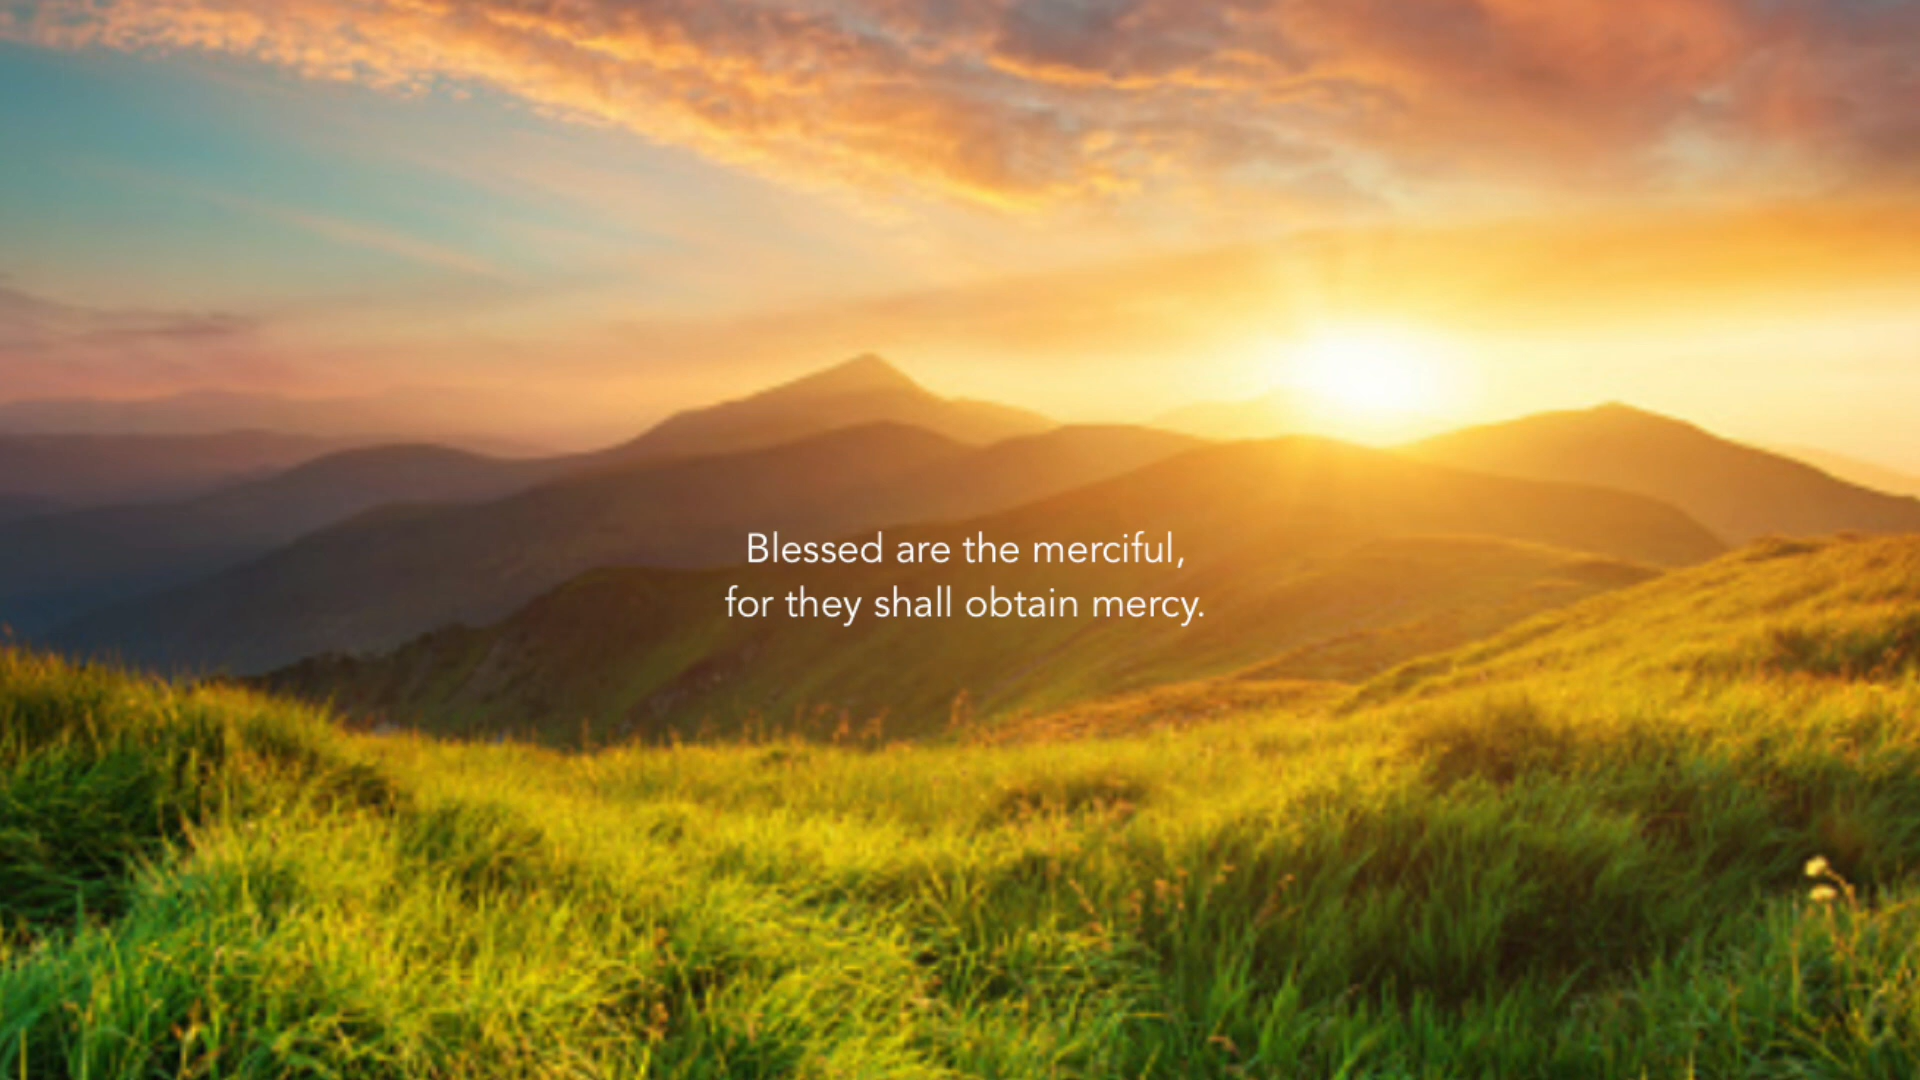 Blessed are the merciful,
for they shall obtain mercy.